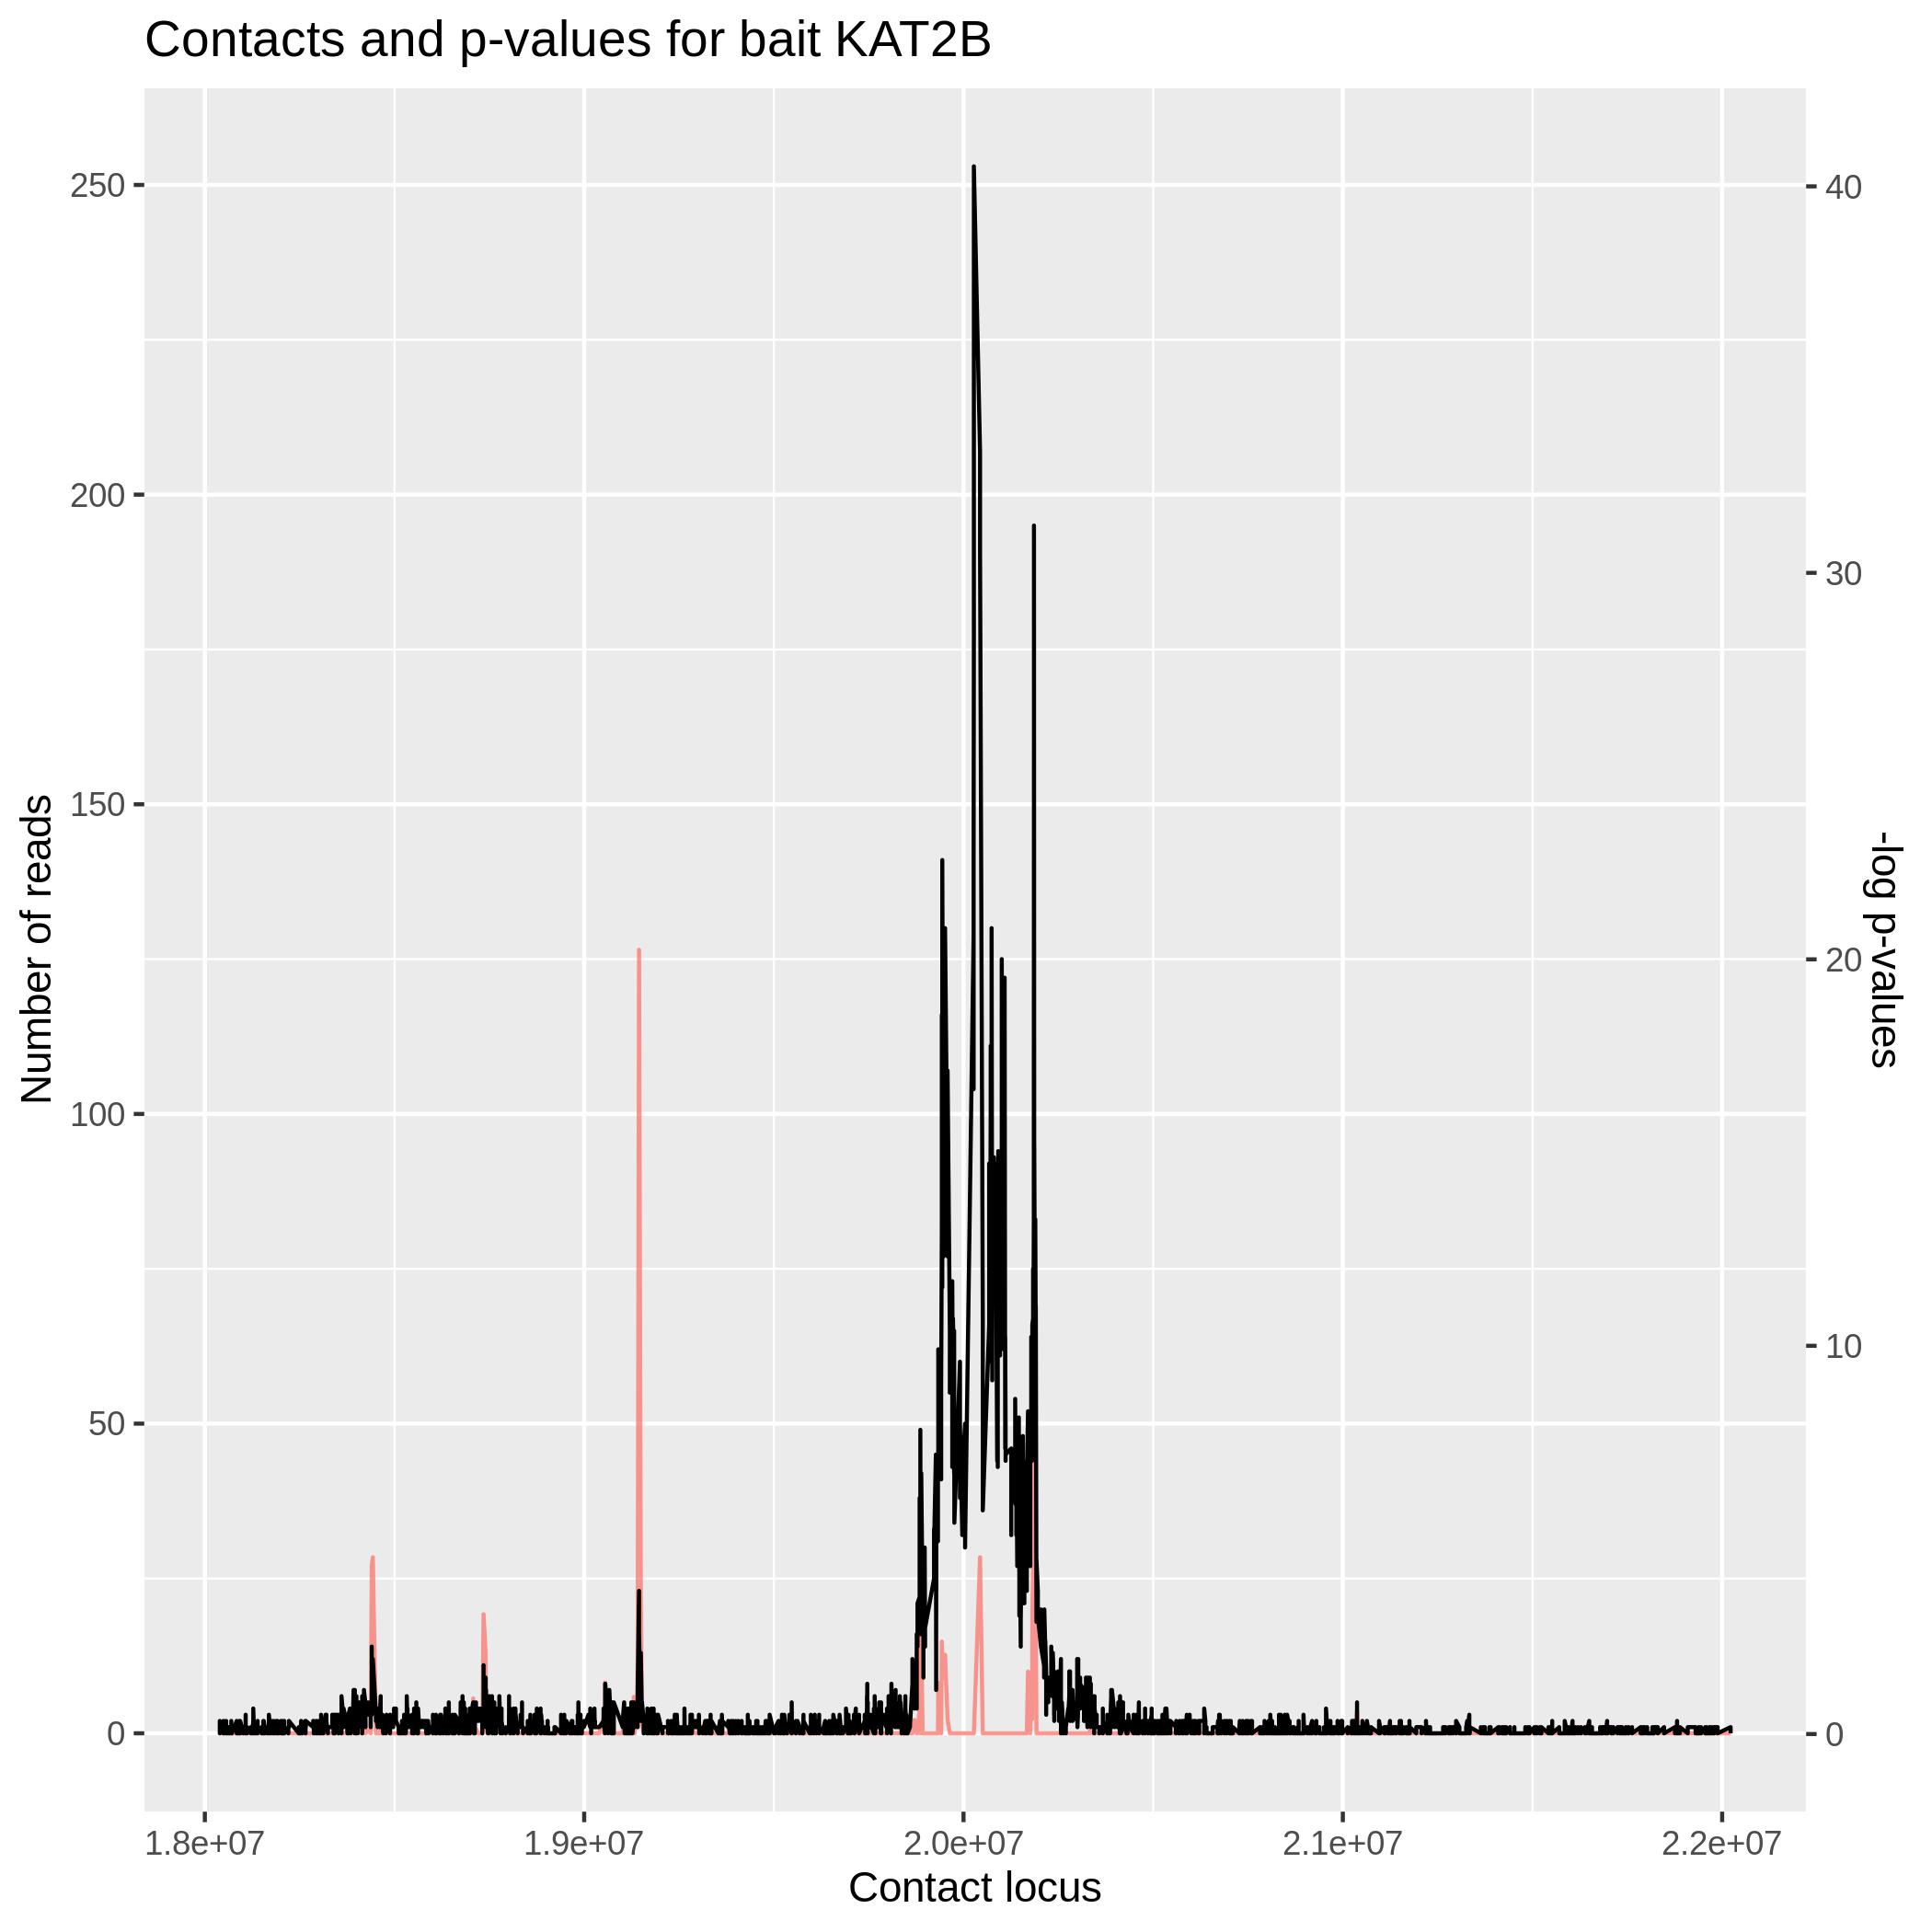 Contacts and p-values for bait KAT2B
250
200
150
100
50
0
40
30
20
10
0
Number of reads
-log p-values
1.8e+07
1.9e+07
2.0e+07
2.1e+07
2.2e+07
Contact locus